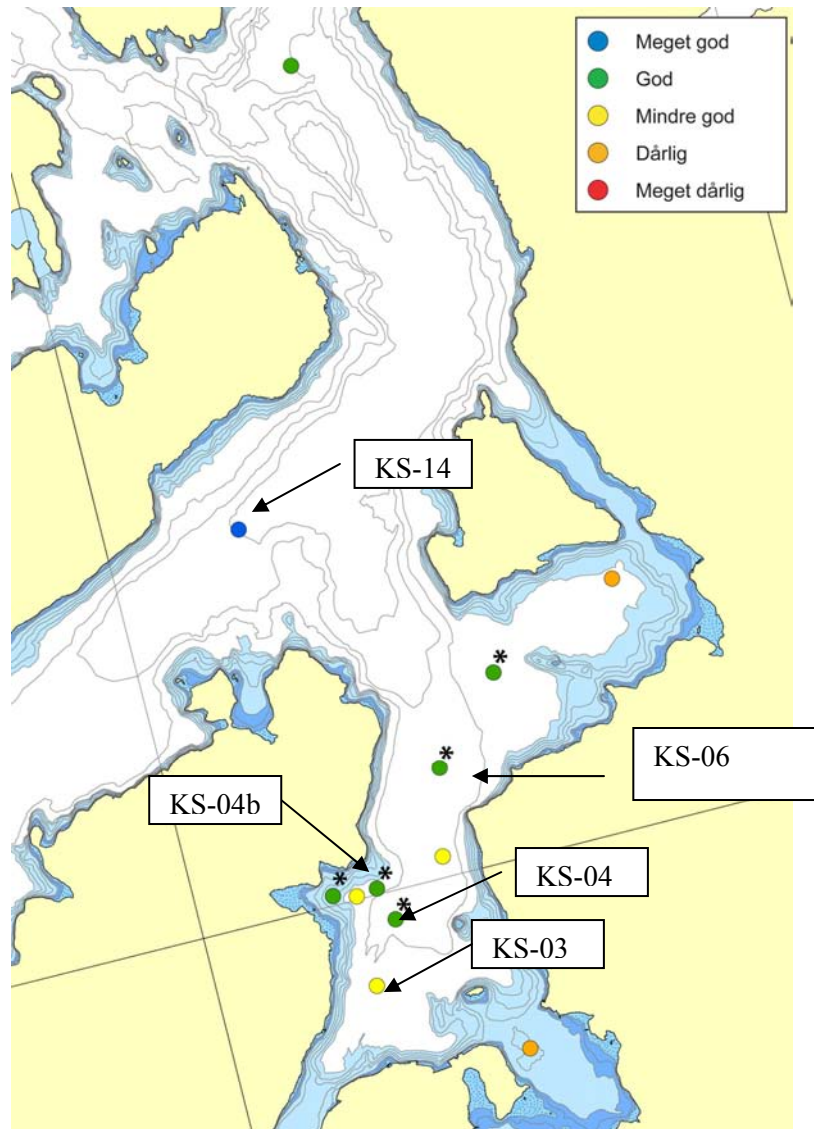 Meget god
God
Mindre god
Dårlig
Meget dårlig
KS-14
*
*
KS-06
KS-04b
*
*
*
KS-04
KS-03